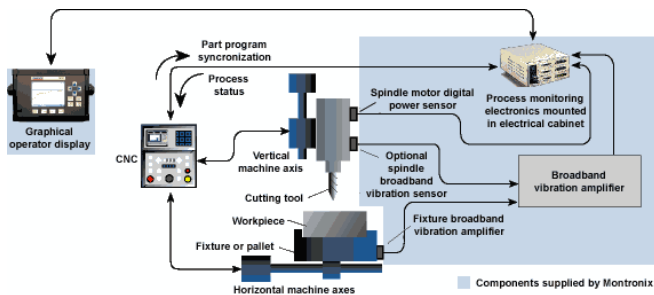 Part program
syncronization
Process
status
Graphical
operator display
CNC
Vertical
machine axis
Cutting tool
Workpiece
Fixture or pallet
Horizontal machine axes
Spindle motor digital
power sensor
Optional
spindle
broadband
vibration sensor
Fixture broadband
vibration amplifier
Process monitoring
electronics mounted
in electrical cabinet
Broadband
vibration amplifier
Components supplied by Montronix